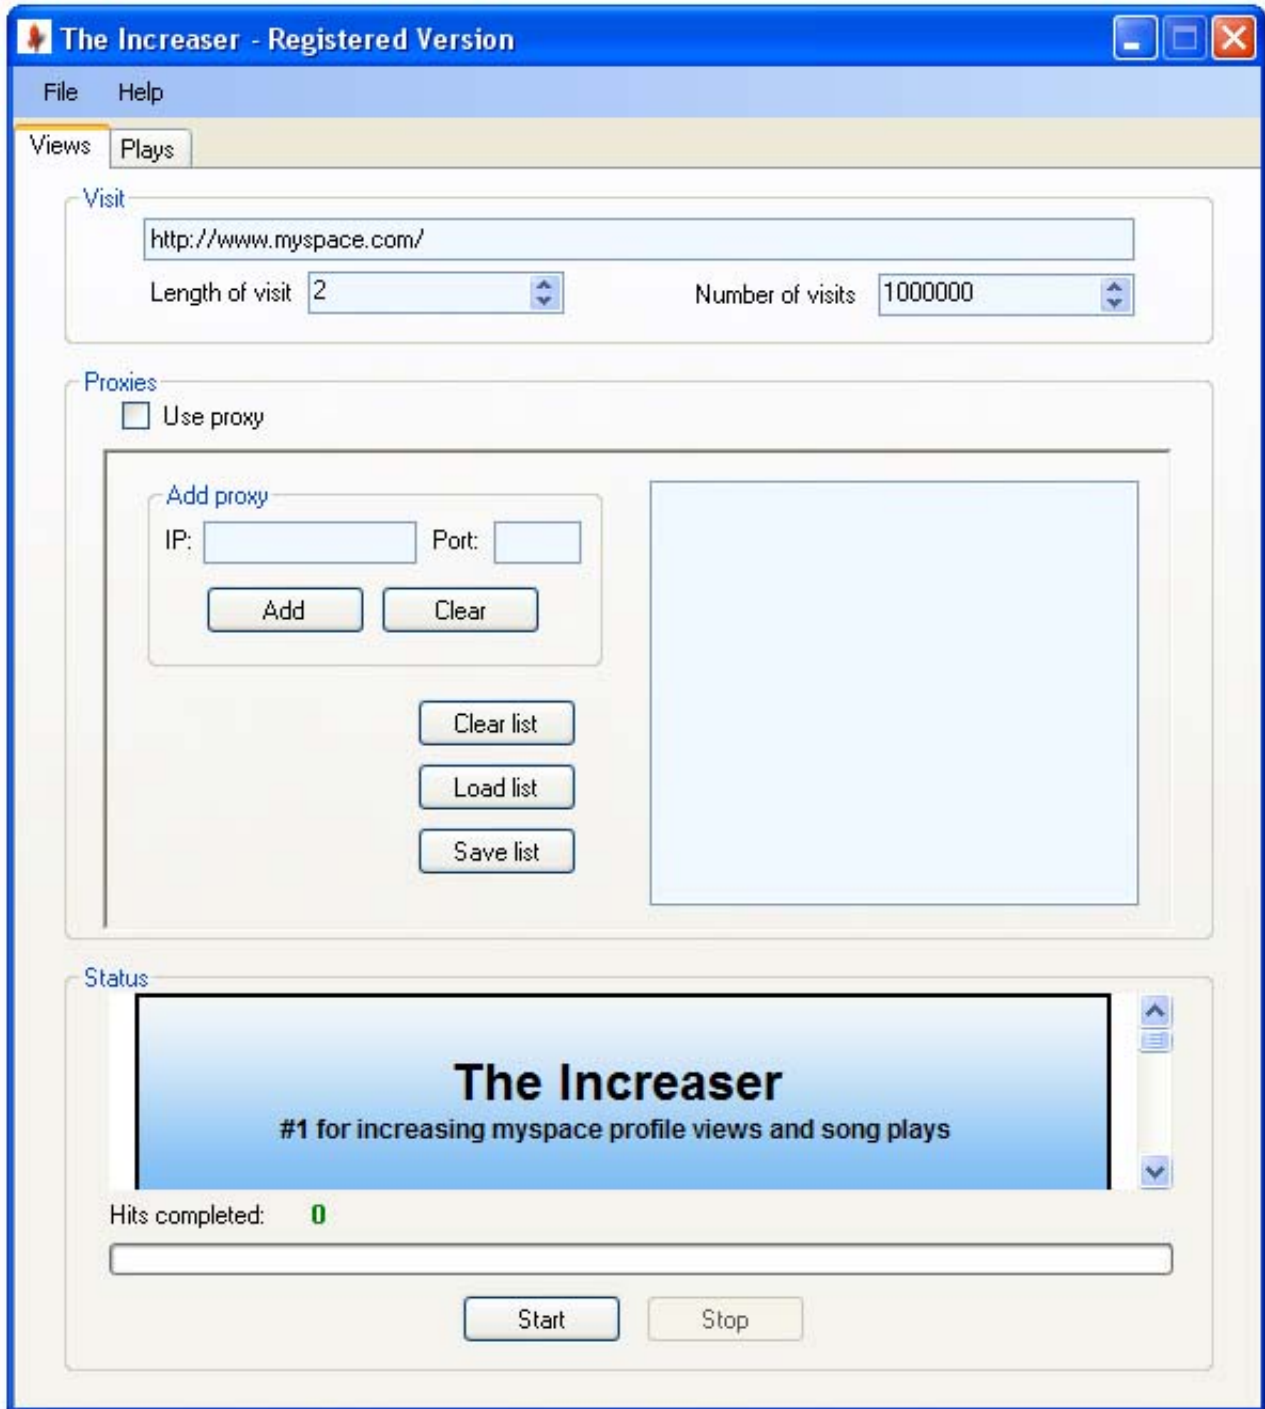 The Increaser - Registered Version
File Help
Views Plays
Visit
http://www.myspace.com/
Length of visit 2 Number of visits 1000000
Proxies
Use proxy
Add proxy
IP: Port:
Add Clear
Clear list
Load list
Save list
Status
The Increaser
#1 for increasing myspace profile views and song plays
Hits completed: 0
Start Stop